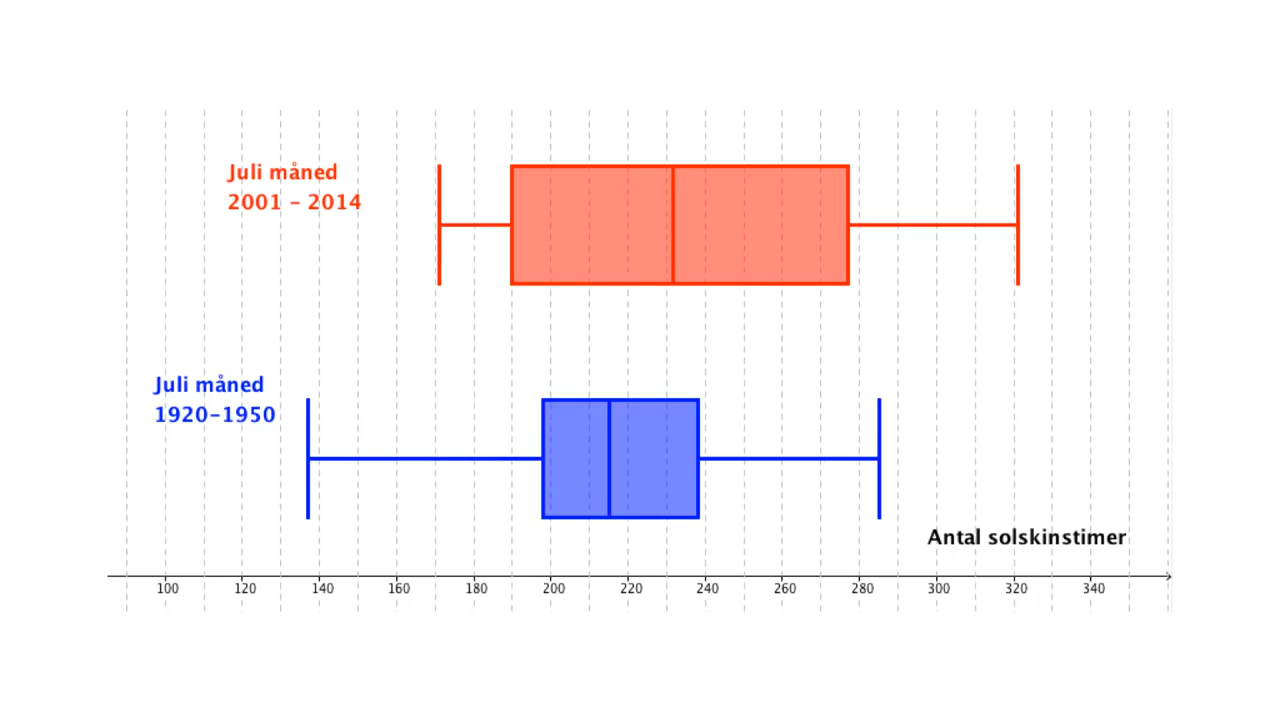 Juli måned
2001 – 2014
Juli måned
1920–1950
Antal solskinstimer
100 120 140 160 180 200 220 240 260 280 300 320 340